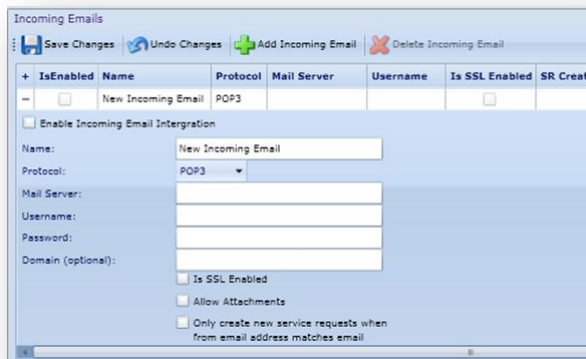 Incoming Emails
Save Changes Undo Changes Add Incoming Email Delete Incoming Email
+ IsEnabled Name Protocol Mail Server Username Is SSL Enabled SR Creat
− New Incoming Email POP3
Enable Incoming Email Intergration
Name: New Incoming Email
Protocol: POP3
Mail Server:
Username:
Password:
Domain (optional):
Is SSL Enabled
Allow Attachments
Only create new service requests when
from email address matches email